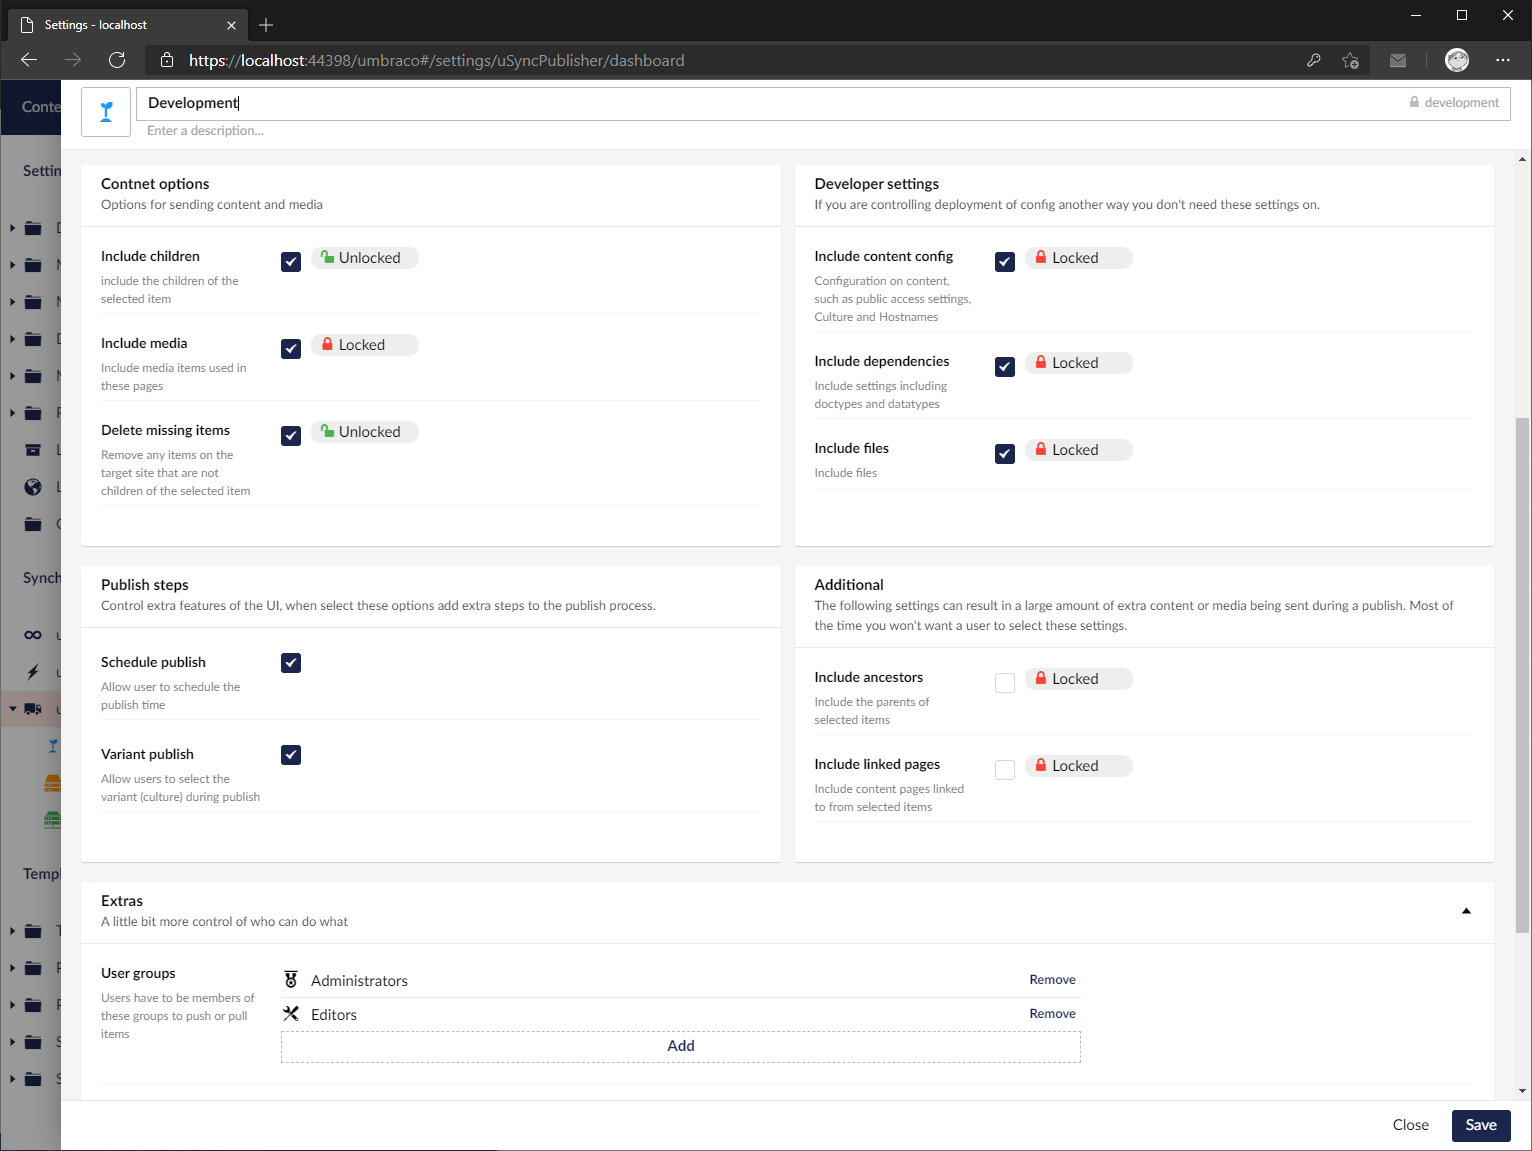 Settings - localhost
https://localhost:44398/umbraco#/settings/uSyncPublisher/dashboard
Development
development
Enter a description...
Contnet options
Options for sending content and media
Include children
include the children of the
selected item
Unlocked
Include media
Include media items used in
these pages
Locked
Delete missing items
Remove any items on the
target site that are not
children of the selected item
Unlocked
Developer settings
If you are controlling deployment of config another way you don't need these settings on.
Include content config
Configuration on content,
such as public access settings,
Culture and Hostnames
Locked
Include dependencies
Include settings including
doctypes and datatypes
Locked
Include files
Include files
Locked
Publish steps
Control extra features of the UI, when select these options add extra steps to the publish process.
Schedule publish
Allow user to schedule the
publish time
Variant publish
Allow users to select the
variant (culture) during publish
Additional
The following settings can result in a large amount of extra content or media being sent during a publish. Most of
the time you won't want a user to select these settings.
Include ancestors
Include the parents of
selected items
Locked
Include linked pages
Include content pages linked
to from selected items
Locked
Extras
A little bit more control of who can do what
User groups
Users have to be members of
these groups to push or pull
items
Administrators
Remove
Editors
Remove
Add
Close
Save